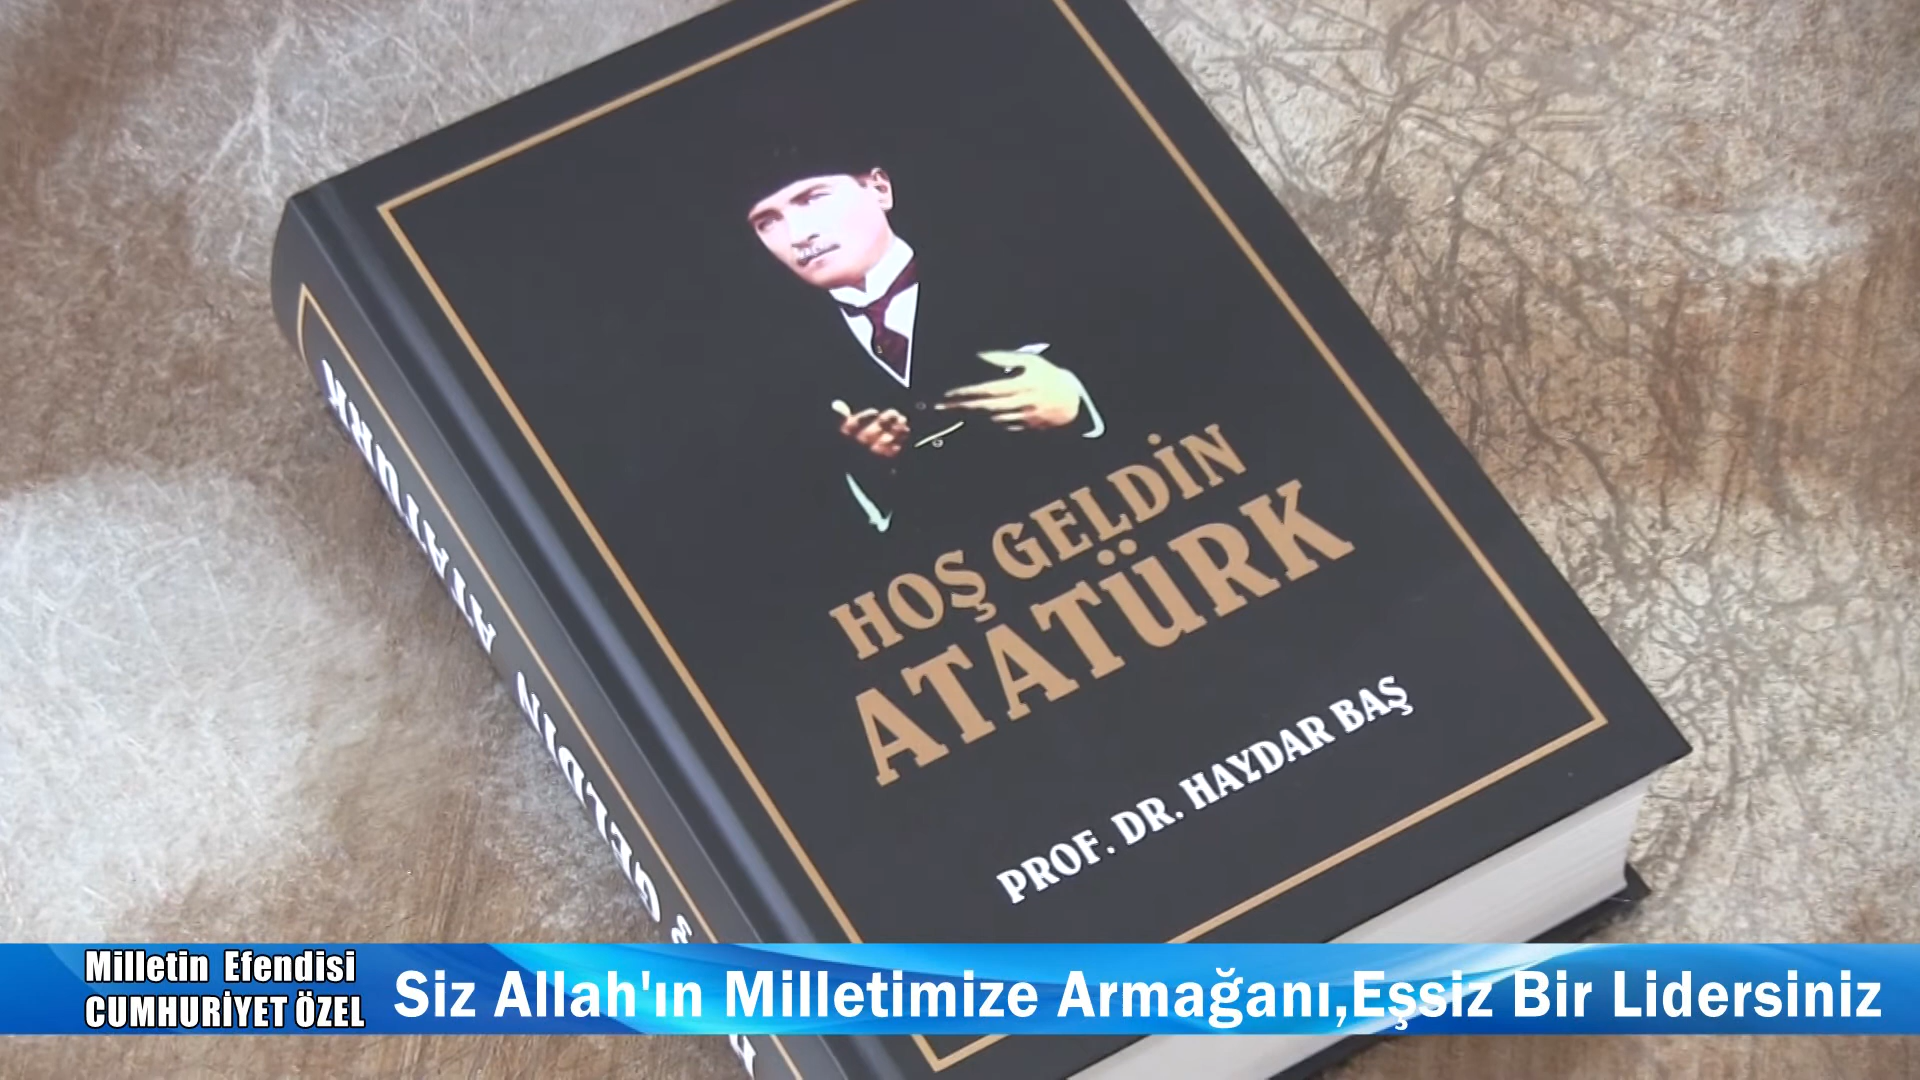 HOŞ GELDİN
ATATÜRK
PROF. DR. HAYDAR BAŞ
GELDİN ATATÜRK
Milletin Efendisi
CUMHURİYET ÖZEL
Siz Allah'ın Milletimize Armağanı,Eşsiz Bir Lidersiniz